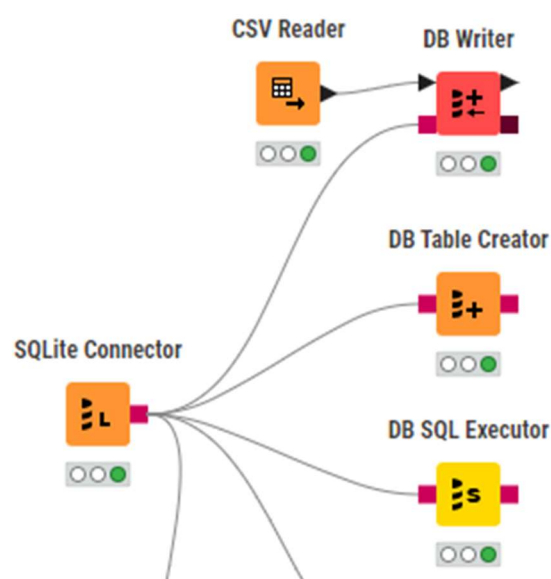 CSV Reader
DB Writer
DB Table Creator
SQLite Connector
L
DB SQL Executor
S